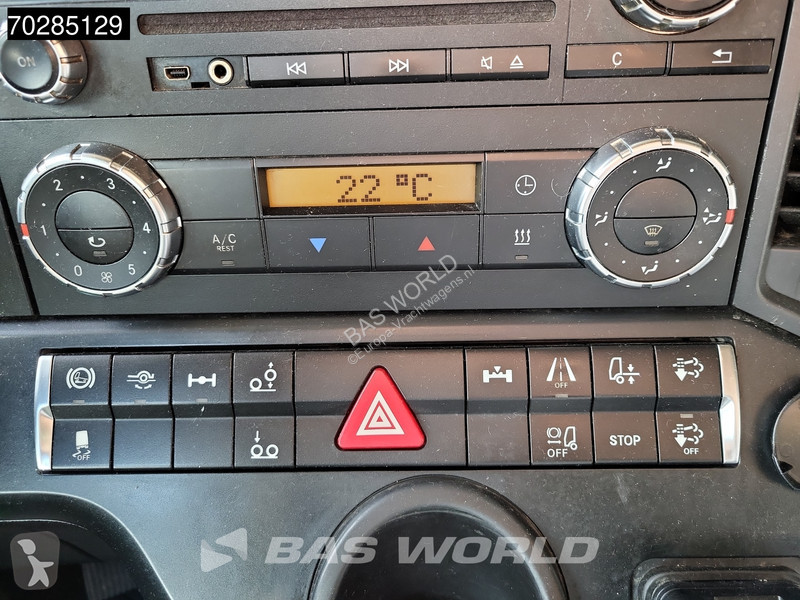 70285129
ON
Ç
22 °C
2 3
1 4
0 5
A/C
REST
BAS WORLD
©Europa-Vrachtwagens.nl
OFF
OFF
OFF
STOP
OFF
BAS WORLD